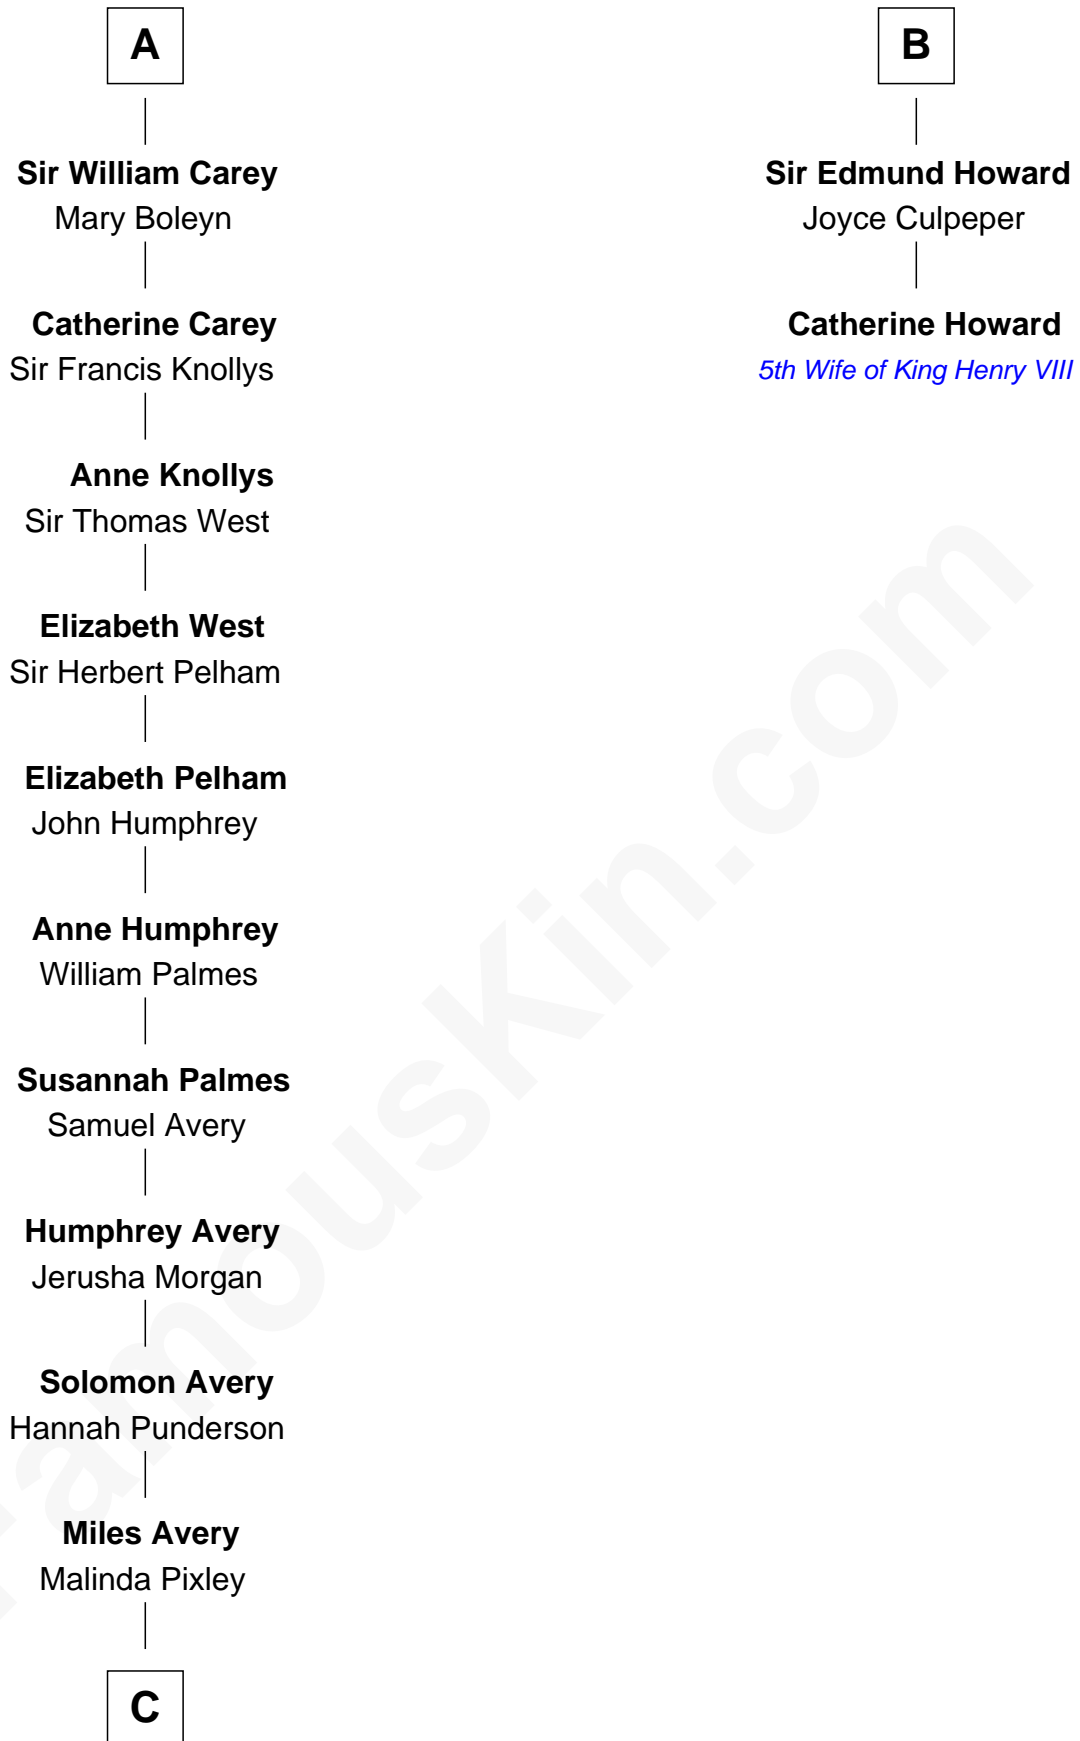 A
Sir William Carey
Mary Boleyn
Catherine Carey
Sir Francis Knollys
Anne Knollys
Sir Thomas West
Elizabeth West
Sir Herbert Pelham
Elizabeth Pelham
John Humphrey
Anne Humphrey
William Palmes
Susannah Palmes
Samuel Avery
Humphrey Avery
Jerusha Morgan
Solomon Avery
Hannah Punderson
Miles Avery
Malinda Pixley
C
B
Sir Edmund Howard
Joyce Culpeper
Catherine Howard
5th Wife of King Henry VIII
FamousKin.com